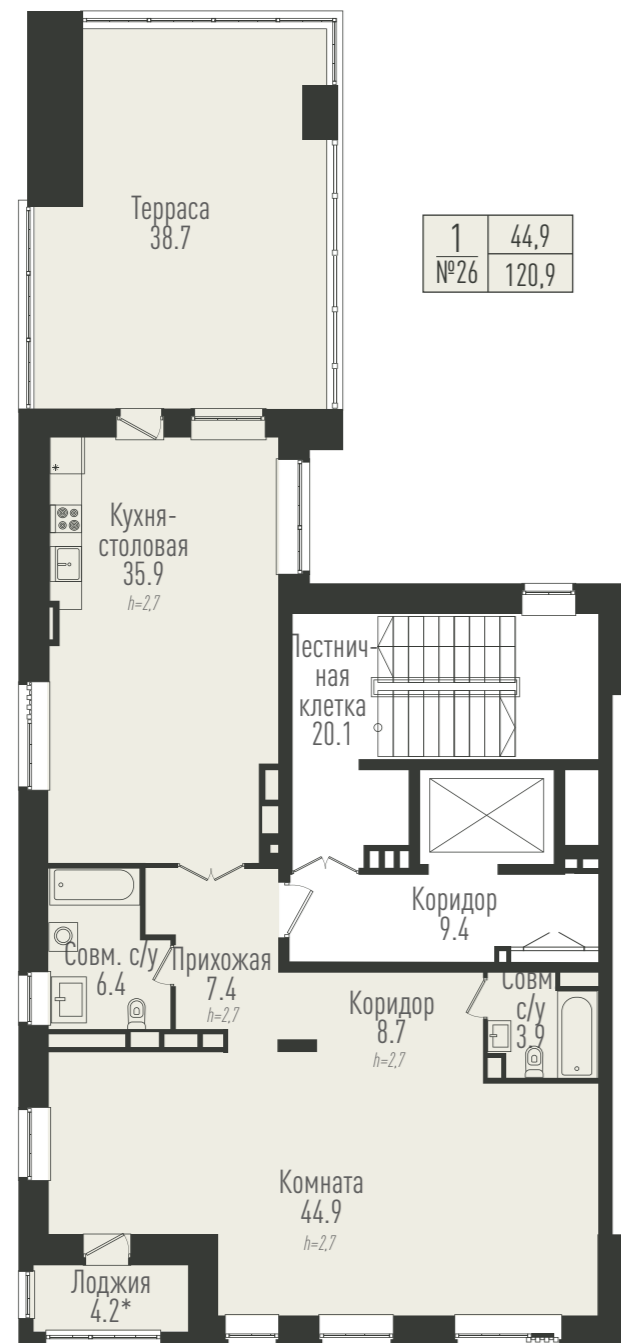 Терраса
38.7
1
№26
44,9
120,9
Кухня-
столовая
35.9
h=2,7
Лестнич-
ная
клетка
20.1
Коридор
9.4
Совм. с/у
6.4
Прихожая
7.4
h=2,7
Коридор
8.7
h=2,7
Совм
с/у
3.9
Комната
44.9
h=2,7
Лоджия
4.2*